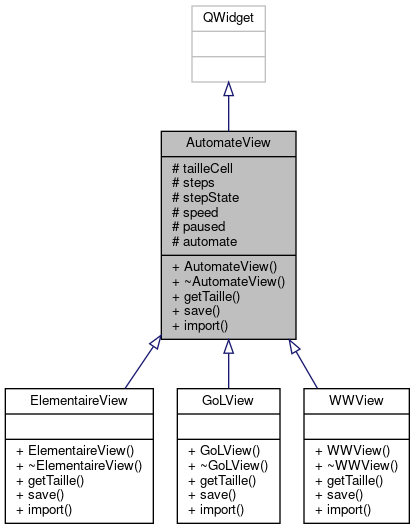 QWidget
AutomateView
# tailleCell
# steps
# stepState
# speed
# paused
# automate
+ AutomateView()
+ ~AutomateView()
+ getTaille()
+ save()
+ import()
ElementaireView
+ ElementaireView()
+ ~ElementaireView()
+ getTaille()
+ save()
+ import()
GoLView
+ GoLView()
+ ~GoLView()
+ getTaille()
+ save()
+ import()
WWView
+ WWView()
+ ~WWView()
+ getTaille()
+ save()
+ import()